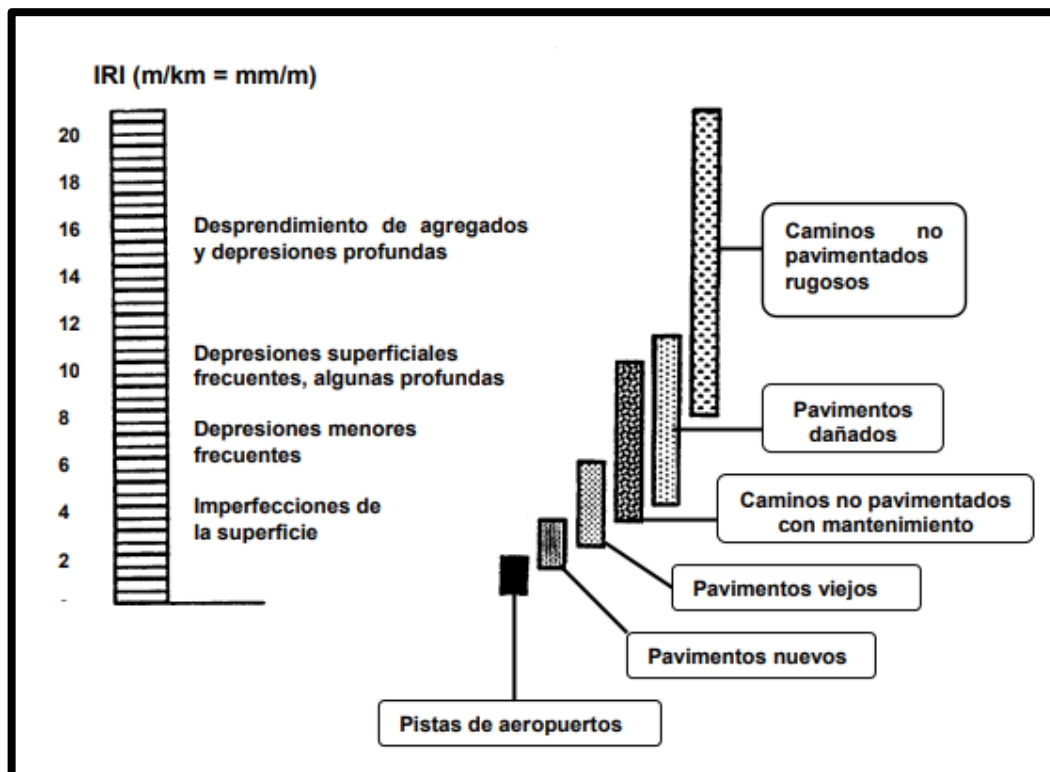 IRI (m/km = mm/m)
20
18
16
14
12
10
8
6
4
2
-
Desprendimiento de agregados
y depresiones profundas
Depresiones superficiales
frecuentes, algunas profundas
Depresiones menores
frecuentes
Imperfecciones de
la superficie
Caminos no
pavimentados
rugosos
Pavimentos
dañados
Caminos no pavimentados
con mantenimiento
Pavimentos viejos
Pavimentos nuevos
Pistas de aeropuertos